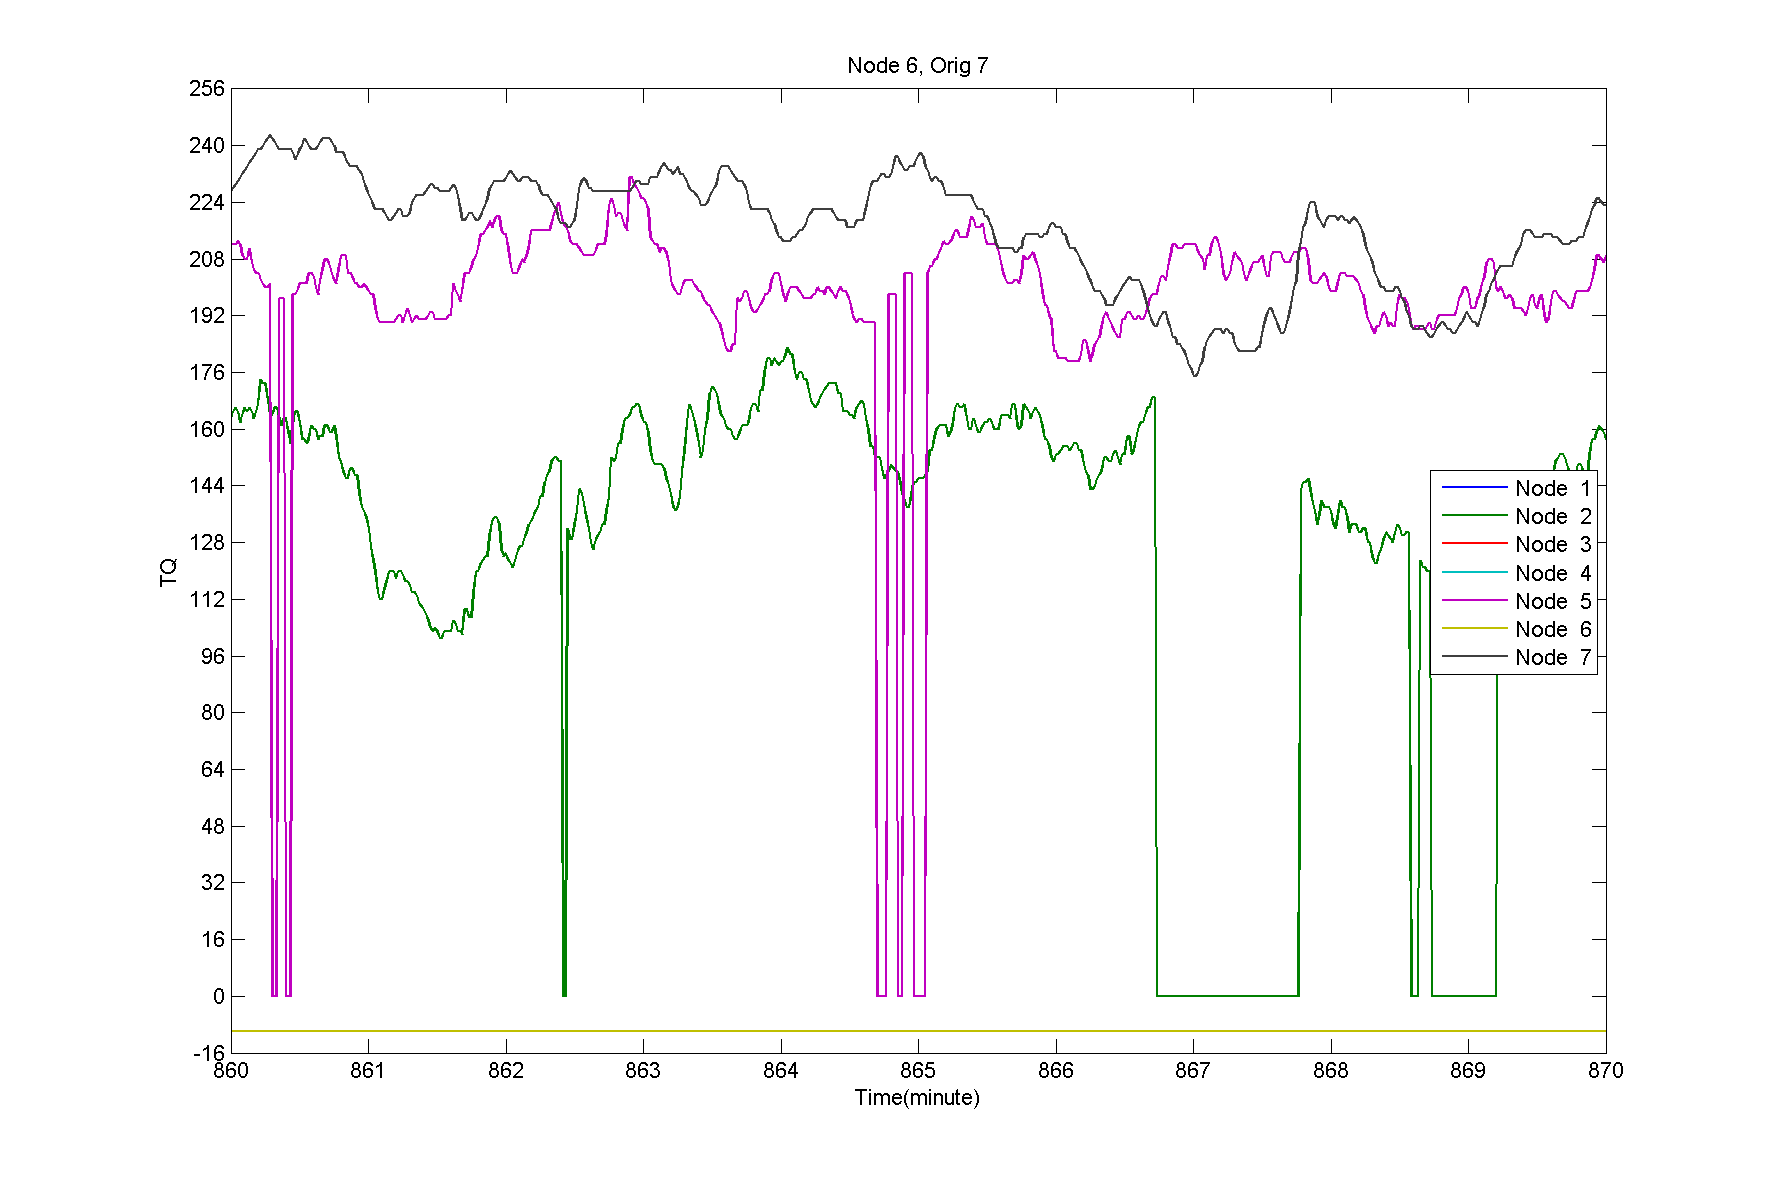 Node 6, Orig 7
256
240
224
208
192
176
160
144
128
112
96
80
64
48
32
16
0
-16
TQ
Node 1
Node 2
Node 3
Node 4
Node 5
Node 6
Node 7
860 861 862 863 864 865 866 867 868 869 870
Time(minute)